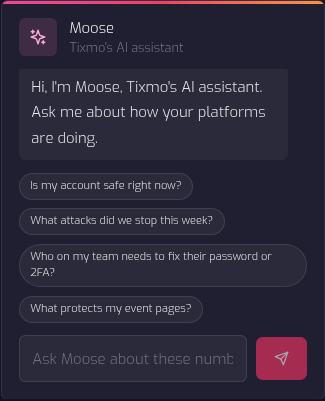 Moose
Tixmo's AI assistant
Hi, I'm Moose, Tixmo's AI assistant.
Ask me about how your platforms
are doing.
Is my account safe right now?
What attacks did we stop this week?
Who on my team needs to fix their password or
2FA?
What protects my event pages?
Ask Moose about these numb